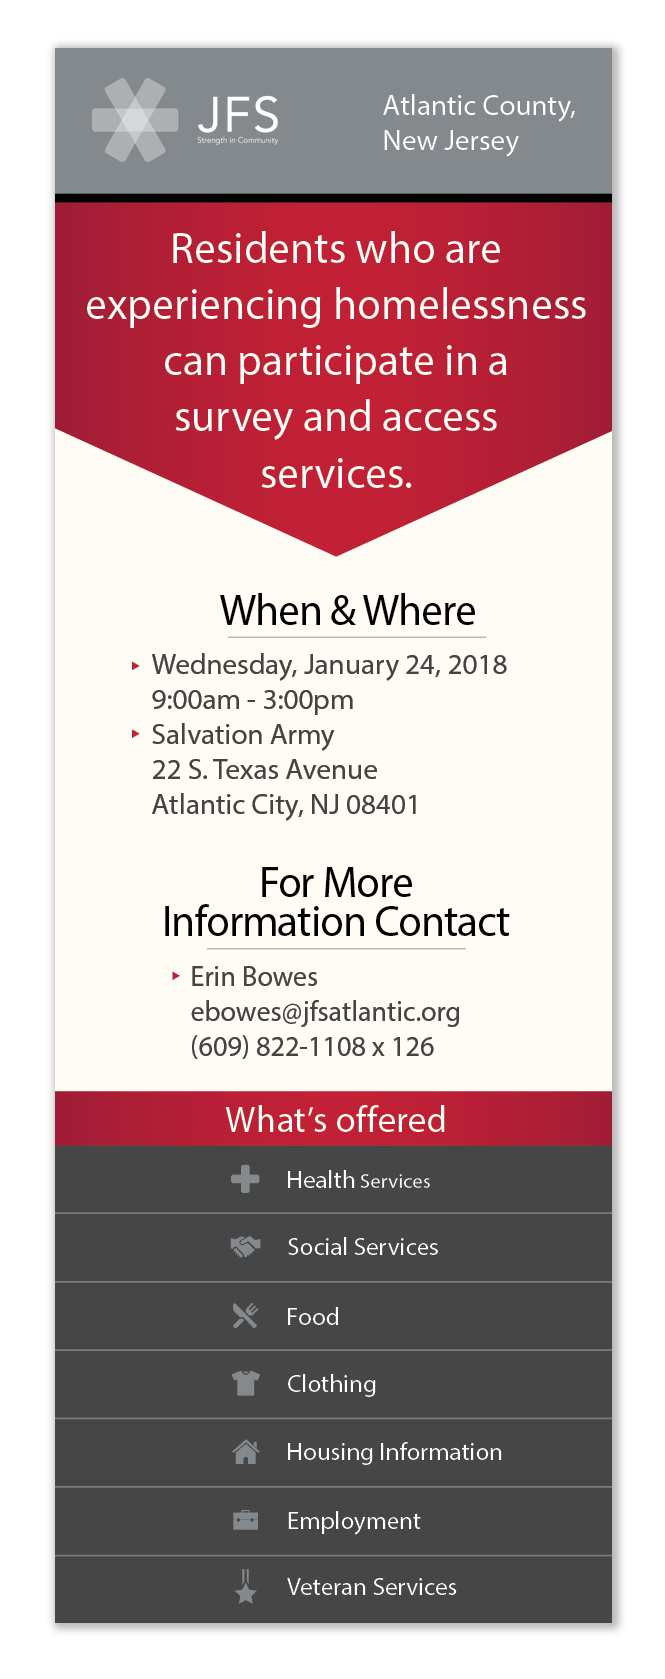 JFS
Strength in Community
Atlantic County,
New Jersey
Residents who are
experiencing homelessness
can participate in a
survey and access
services.
When & Where
Wednesday, January 24, 2018
9:00am - 3:00pm
Salvation Army
22 S. Texas Avenue
Atlantic City, NJ 08401
For More
Information Contact
Erin Bowes
ebowes@jfsatlantic.org
(609) 822-1108 x 126
What's offered
Health Services
Social Services
Food
Clothing
Housing Information
Employment
Veteran Services